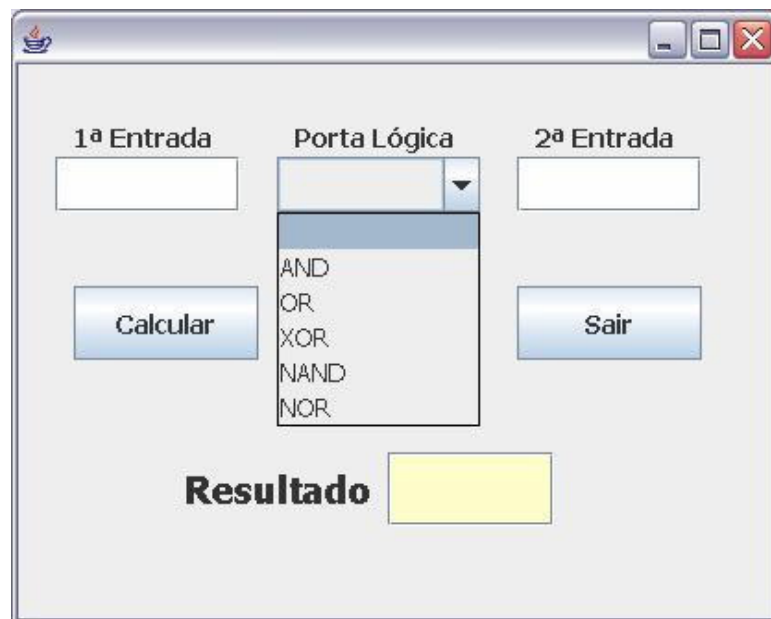 1ª Entrada Porta Lógica 2ª Entrada
AND
OR
XOR
NAND
NOR
Calcular Sair
Resultado